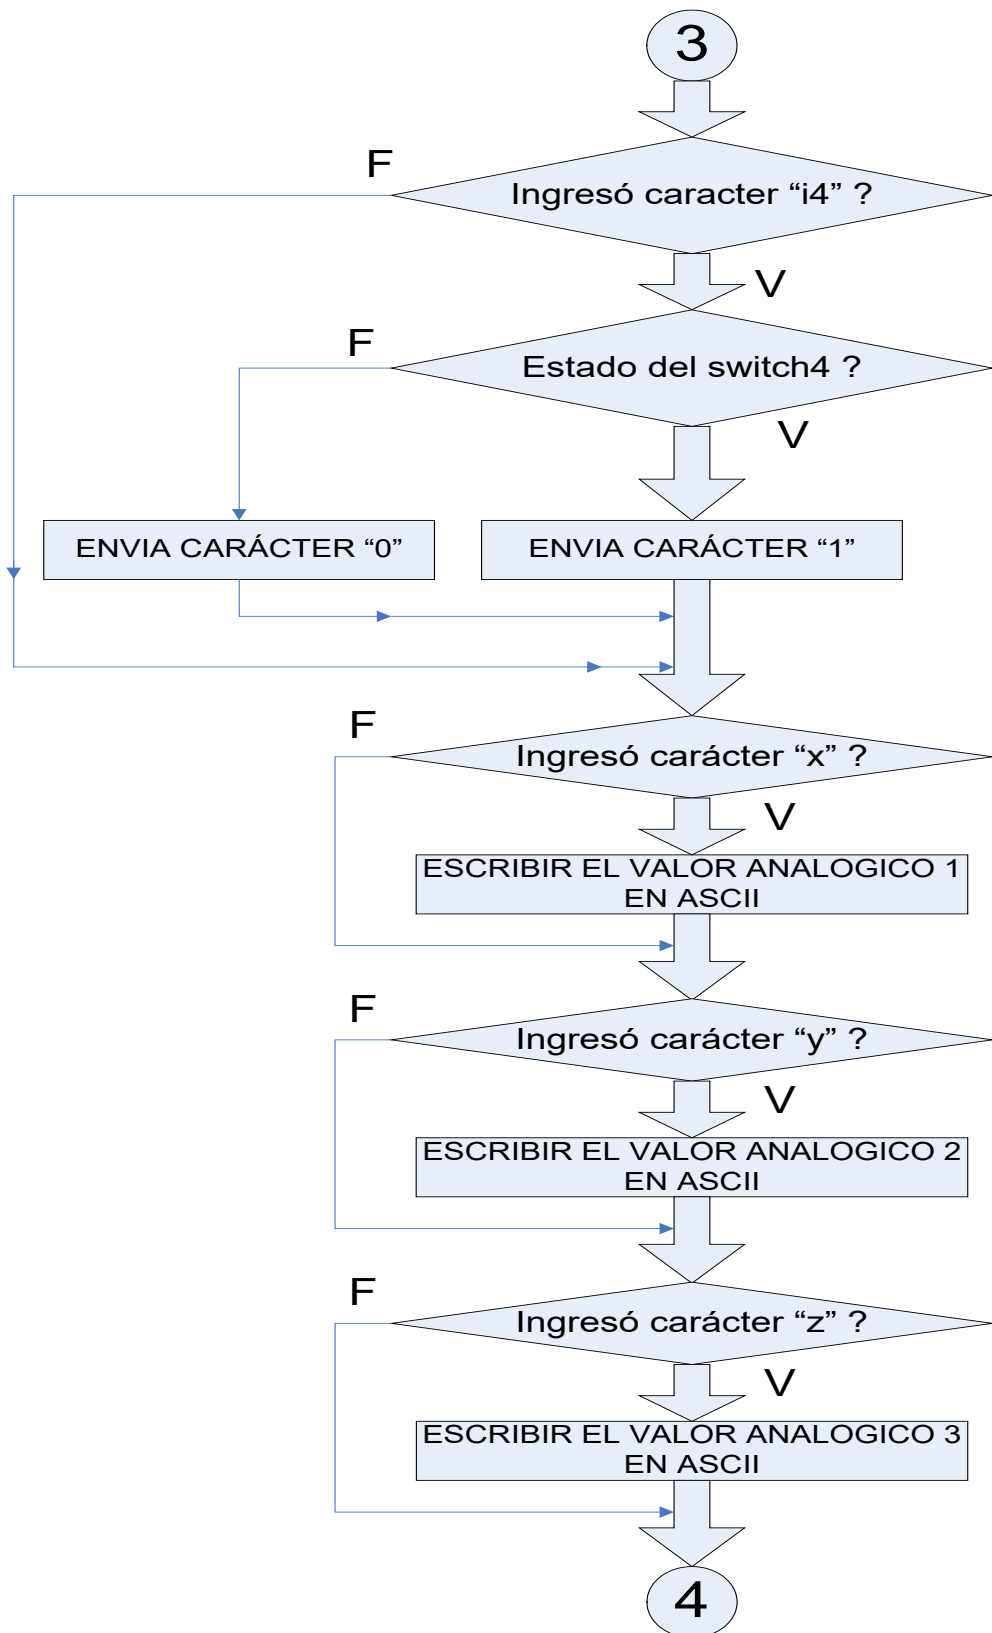 3
F
Ingresó caracter “i4” ?
V
F
Estado del switch4 ?
V
ENVIA CARÁCTER “0”
ENVIA CARÁCTER “1”
F
Ingresó carácter “x” ?
V
ESCRIBIR EL VALOR ANALOGICO 1
EN ASCII
F
Ingresó carácter “y” ?
V
ESCRIBIR EL VALOR ANALOGICO 2
EN ASCII
F
Ingresó carácter “z” ?
V
ESCRIBIR EL VALOR ANALOGICO 3
EN ASCII
4